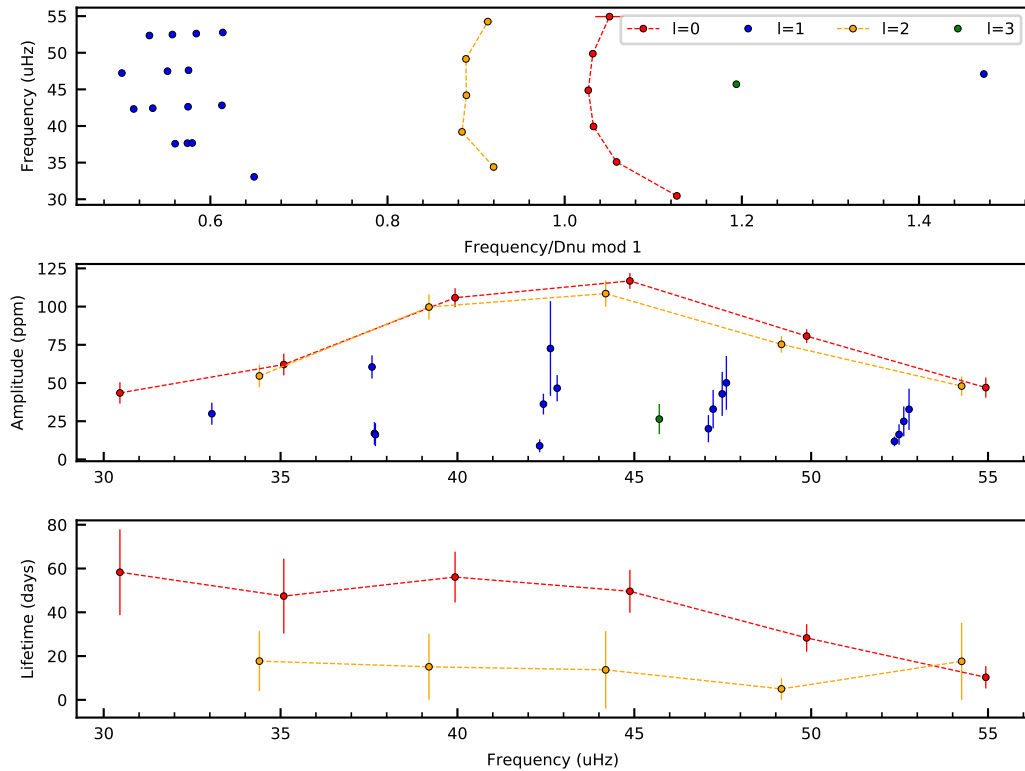 55
50
45
40
35
30
Frequency (uHz)
l=0 l=1 l=2 l=3
0.6 0.8 1.0 1.2 1.4
Frequency/Dnu mod 1
125
100
75
50
25
0
Amplitude (ppm)
30 35 40 45 50 55
80
60
40
20
0
Lifetime (days)
30 35 40 45 50 55
Frequency (uHz)